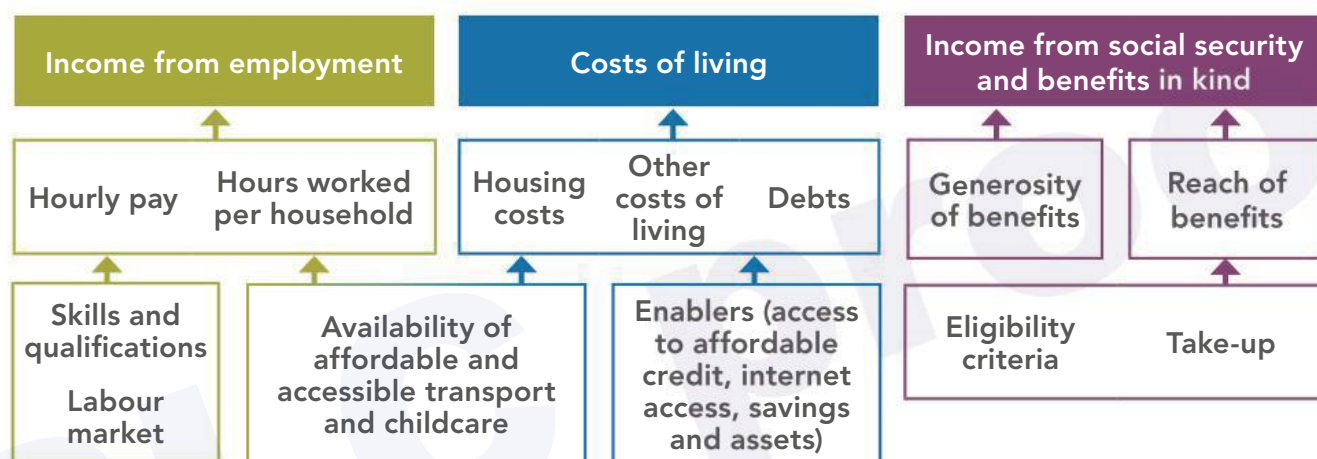 Income from employment
Costs of living
Income from social security
and benefits in kind
Hourly pay
Hours worked
per household
Housing
costs
Other
costs of
living
Debts
Generosity
of benefits
Reach of
benefits
Skills and
qualifications
Labour
market
Availability of
affordable and
accessible transport
and childcare
Enablers (access
to affordable
credit, internet
access, savings
and assets)
Eligibility
criteria
Take-up